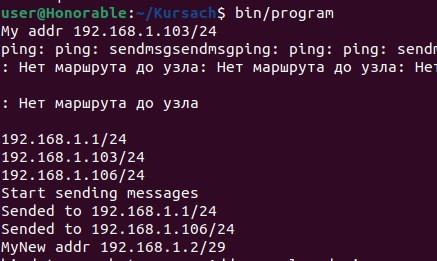 user@Honorable:~/Kursach$ bin/program
My addr 192.168.1.103/24
ping: ping: sendmsgsendmsgping: ping: ping: sendm
: Нет маршрута до узла: Нет маршрута до узла: Нет
: Нет маршрута до узла
192.168.1.1/24
192.168.1.103/24
192.168.1.106/24
Start sending messages
Sended to 192.168.1.1/24
Sended to 192.168.1.106/24
MyNew addr 192.168.1.2/29